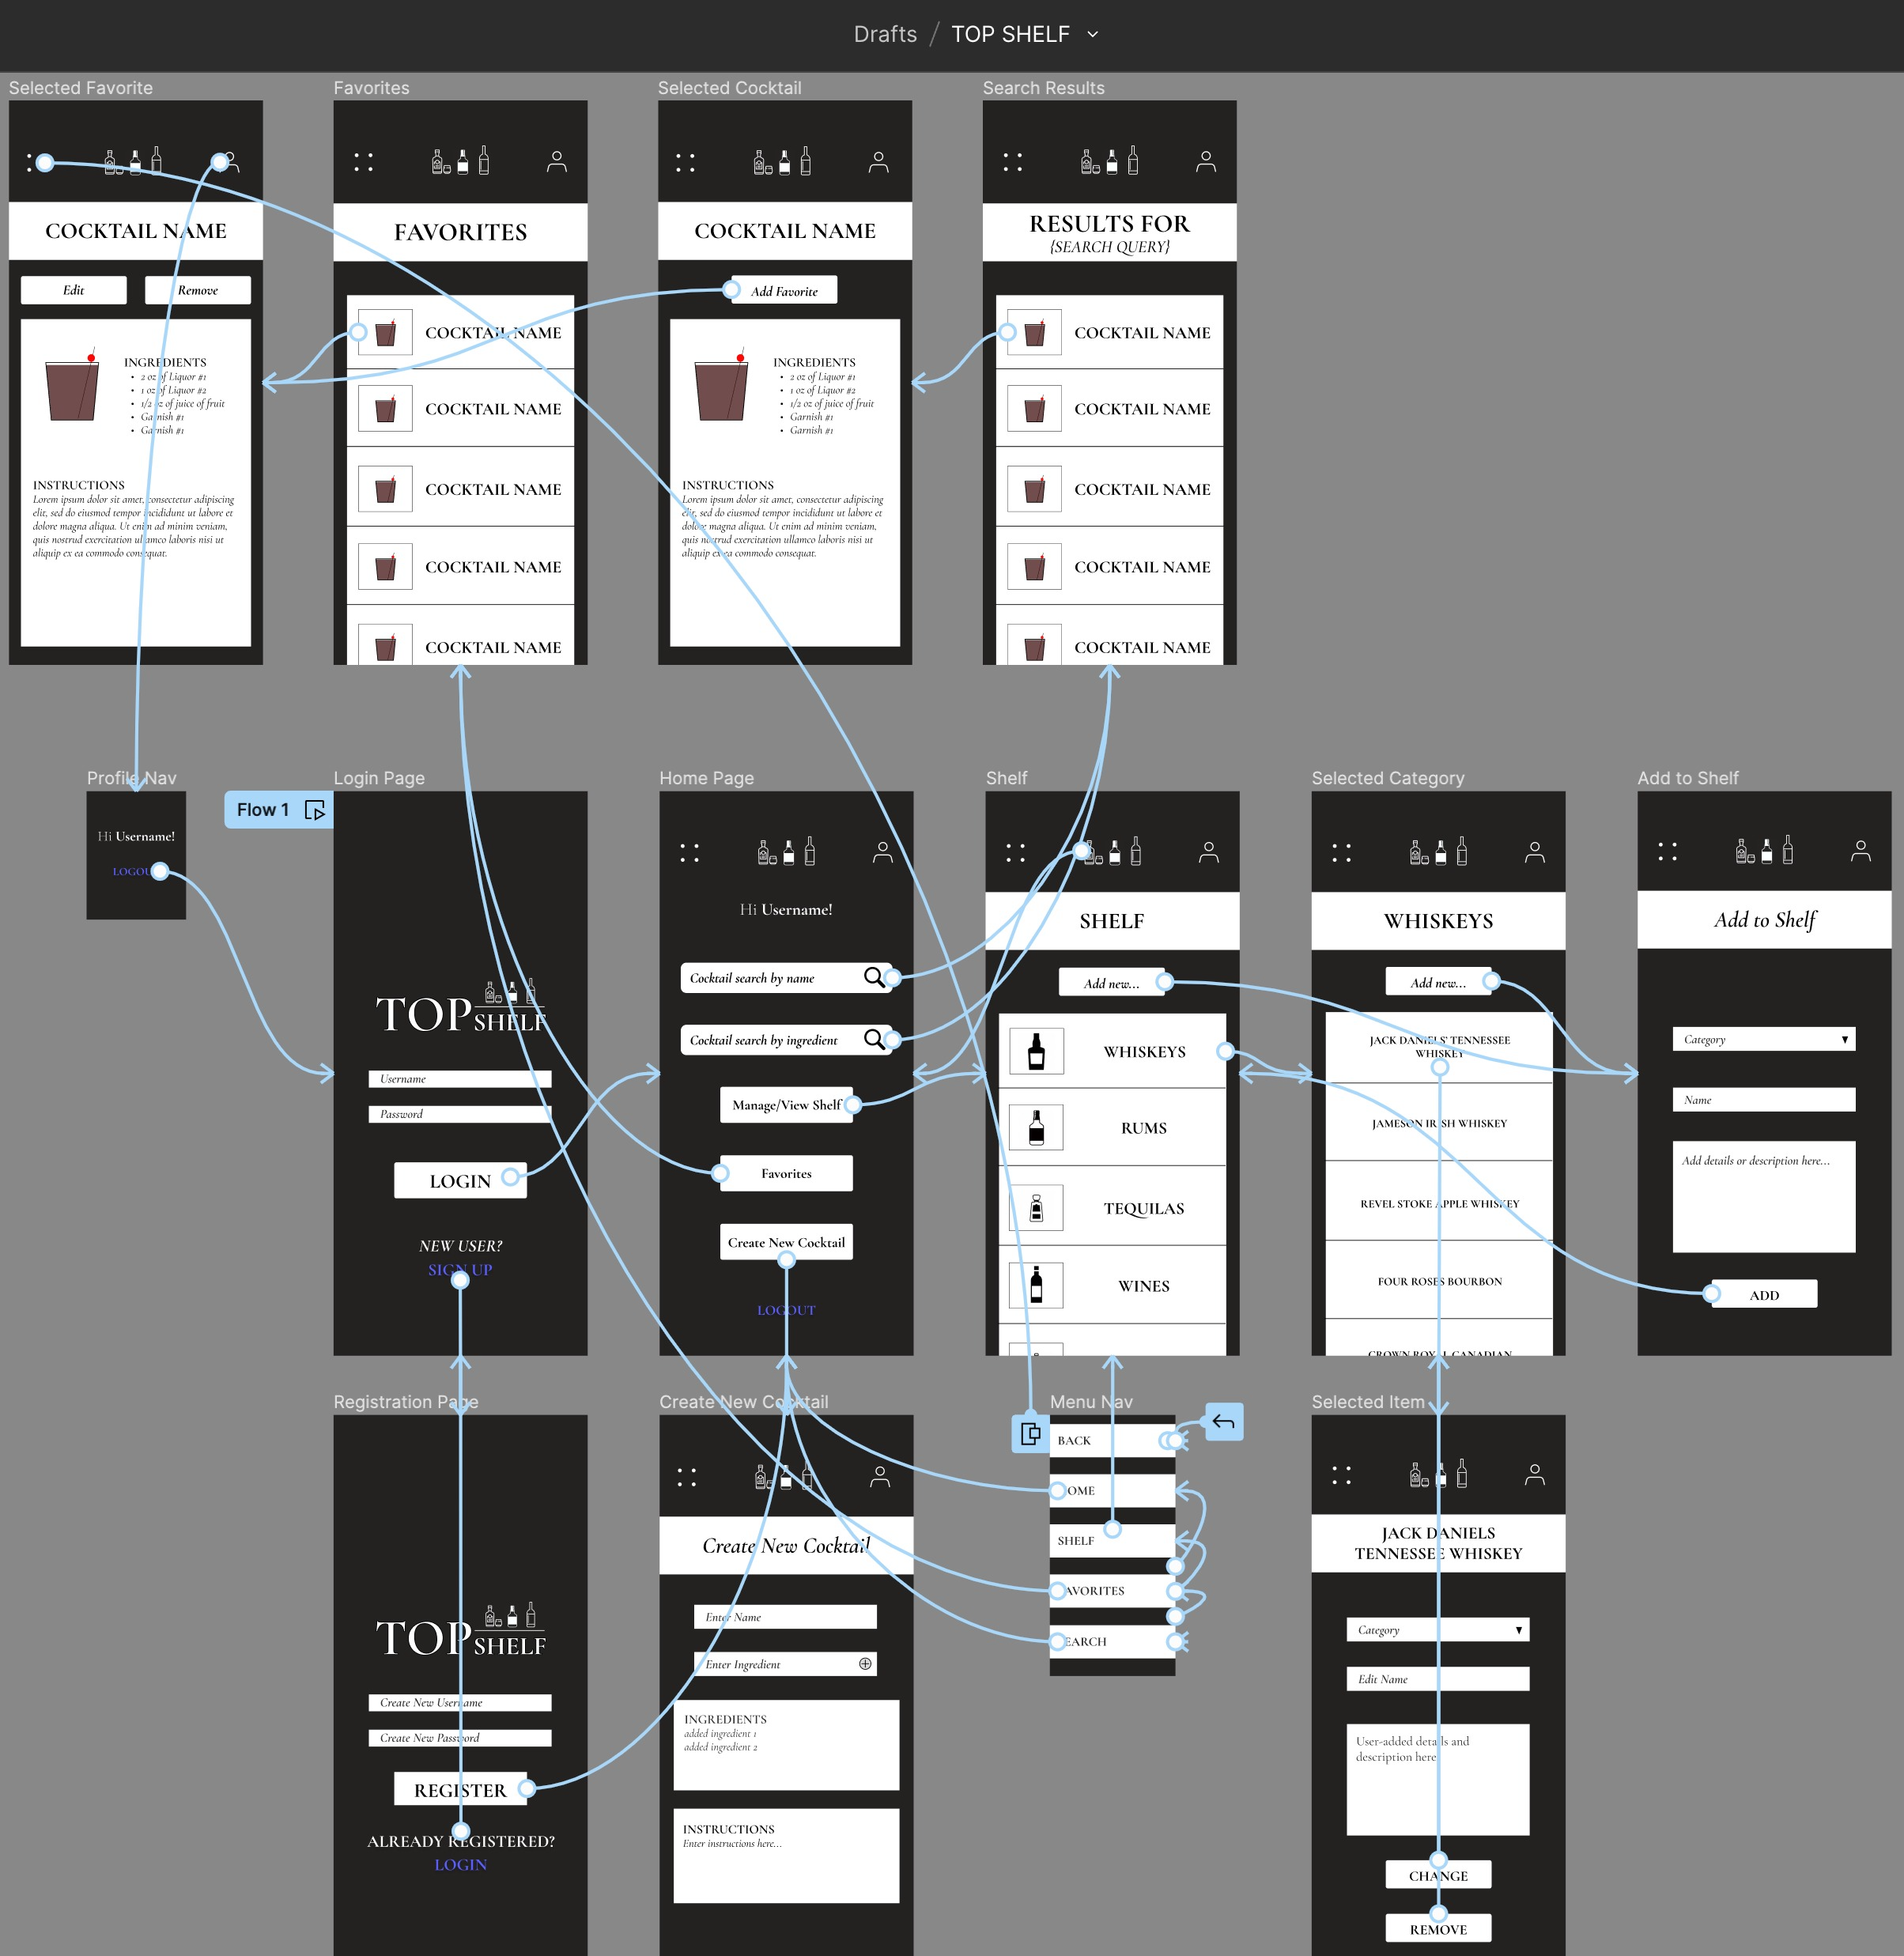 Drafts / TOP SHELF
Selected Favorite
COCKTAIL NAME
Edit
Remove
INGREDIENTS
• 2 oz of Liquor #1
• 1 oz of Liquor #2
• 1/2 oz of juice of fruit
• Garnish #1
• Garnish #1
INSTRUCTIONS
Lorem ipsum dolor sit amet, consectetur adipiscing
elit, sed do eiusmod tempor incididunt ut labore et
dolore magna aliqua. Ut enim ad minim veniam,
quis nostrud exercitation ullamco laboris nisi ut
aliquip ex ea commodo consequat.
Favorites
FAVORITES
COCKTAIL NAME
COCKTAIL NAME
COCKTAIL NAME
COCKTAIL NAME
COCKTAIL NAME
Selected Cocktail
COCKTAIL NAME
Add Favorite
INGREDIENTS
• 2 oz of Liquor #1
• 1 oz of Liquor #2
• 1/2 oz of juice of fruit
• Garnish #1
• Garnish #1
INSTRUCTIONS
Lorem ipsum dolor sit amet, consectetur adipiscing
elit, sed do eiusmod tempor incididunt ut labore et
dolore magna aliqua. Ut enim ad minim veniam,
quis nostrud exercitation ullamco laboris nisi ut
aliquip ex ea commodo consequat.
Search Results
RESULTS FOR
{SEARCH QUERY}
COCKTAIL NAME
COCKTAIL NAME
COCKTAIL NAME
COCKTAIL NAME
COCKTAIL NAME
Profile Nav
Hi Username!
LOGOUT
Flow 1
Login Page
TOP SHELF
Username
Password
LOGIN
NEW USER?
SIGN UP
Home Page
Hi Username!
Cocktail search by name
Cocktail search by ingredient
Manage/View Shelf
Favorites
Create New Cocktail
LOGOUT
Shelf
SHELF
Add new...
WHISKEYS
RUMS
TEQUILAS
WINES
Selected Category
WHISKEYS
Add new...
JACK DANIELS' TENNESSEE
WHISKEY
JAMESON IRISH WHISKEY
REVEL STOKE APPLE WHISKEY
FOUR ROSES BOURBON
CROWN ROYAL CANADIAN
Add to Shelf
Add to Shelf
Category
Name
Add details or description here...
ADD
Registration Page
TOP SHELF
Create New Username
Create New Password
REGISTER
ALREADY REGISTERED?
LOGIN
Create New Cocktail
Create New Cocktail
Enter Name
Enter Ingredient
INGREDIENTS
added ingredient 1
added ingredient 2
INSTRUCTIONS
Enter instructions here...
Menu Nav
BACK
HOME
SHELF
FAVORITES
SEARCH
Selected Item
JACK DANIELS
TENNESSEE WHISKEY
Category
Edit Name
User-added details and
description here
CHANGE
REMOVE